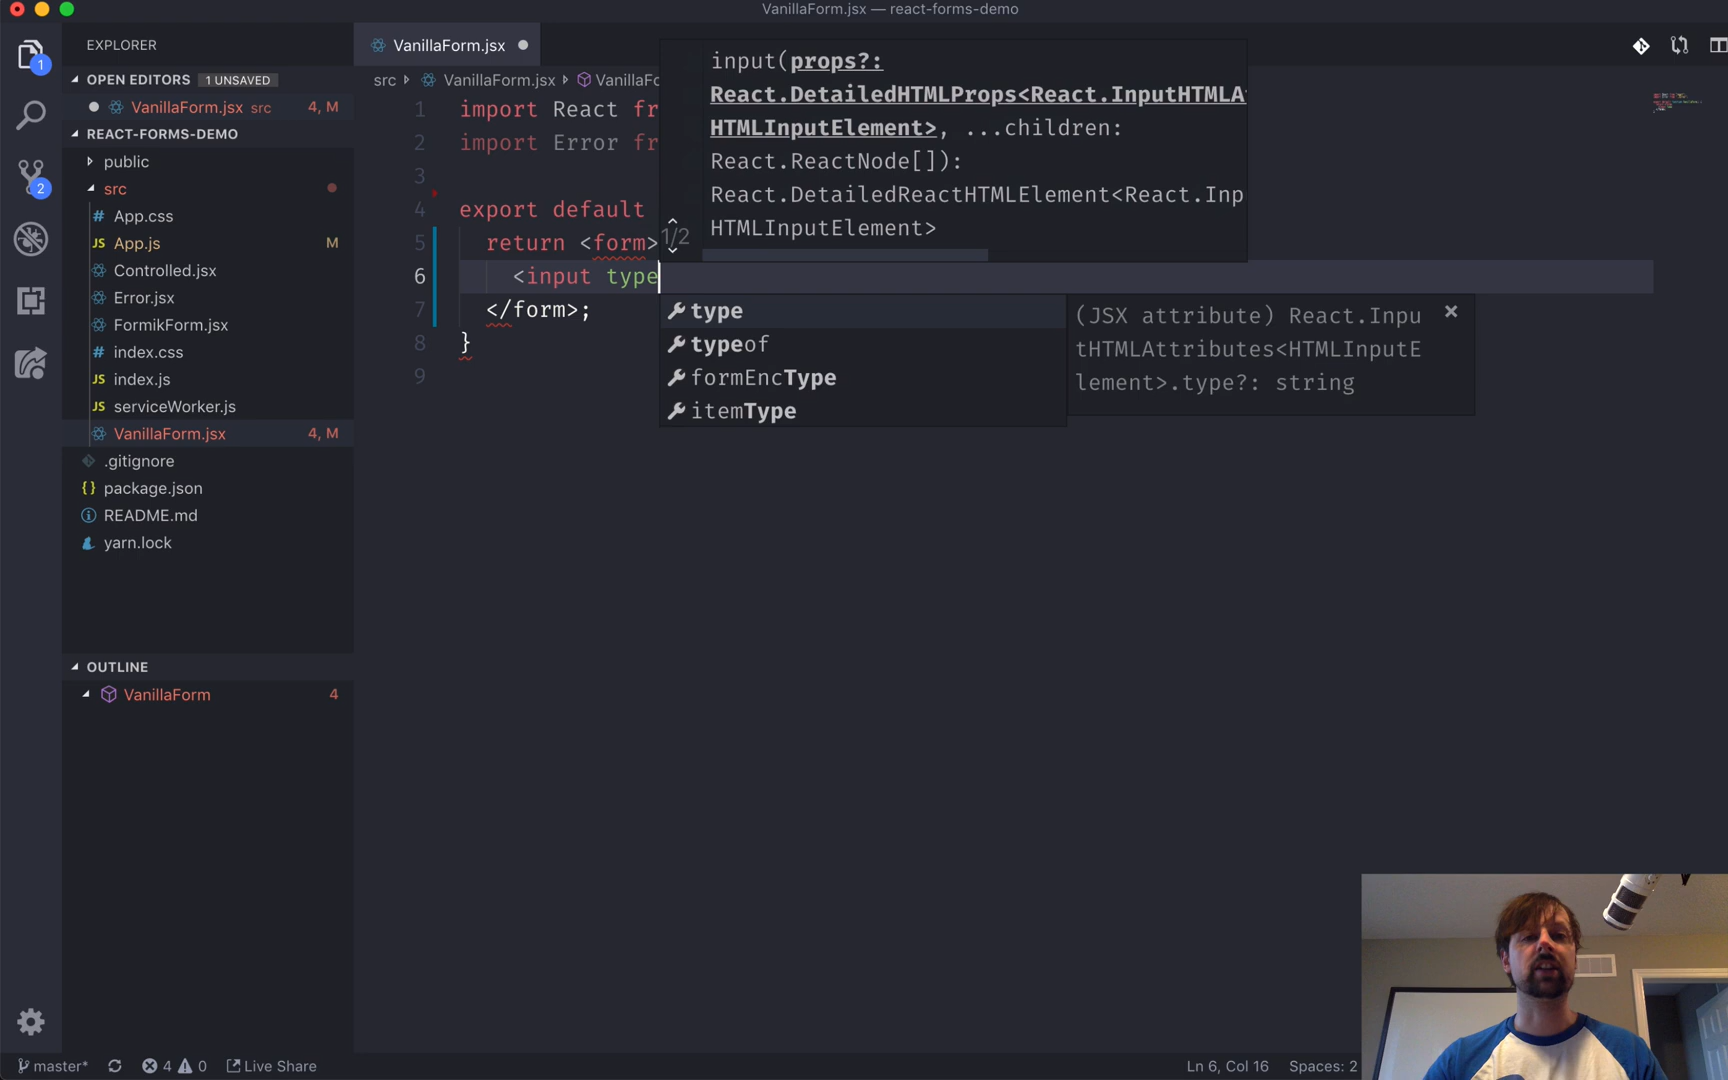 VanillaForm.jsx — react-forms-demo
EXPLORER
OPEN EDITORS 1 UNSAVED
VanillaForm.jsx src 4, M
REACT-FORMS-DEMO
public
src
App.css
App.js M
Controlled.jsx
Error.jsx
FormikForm.jsx
index.css
index.js
serviceWorker.js
VanillaForm.jsx 4, M
.gitignore
package.json
README.md
yarn.lock
OUTLINE
VanillaForm 4
1
2
VanillaForm.jsx
src VanillaForm.jsx VanillaFo
1 import React fr
2 import Error fr
3
4 export default
5 return <form>
6 <input type
7 </form>;
8 }
9
1/2
input(props?:
React.DetailedHTMLProps<React.InputHTMLA
HTMLInputElement>, ...children:
React.ReactNode[]):
React.DetailedReactHTMLElement<React.Inp
HTMLInputElement>
type
typeof
formEncType
itemType
(JSX attribute) React.Inpu
tHTMLAttributes<HTMLInputE
lement>.type?: string
master* 4 0 Live Share
Ln 6, Col 16 Spaces: 2